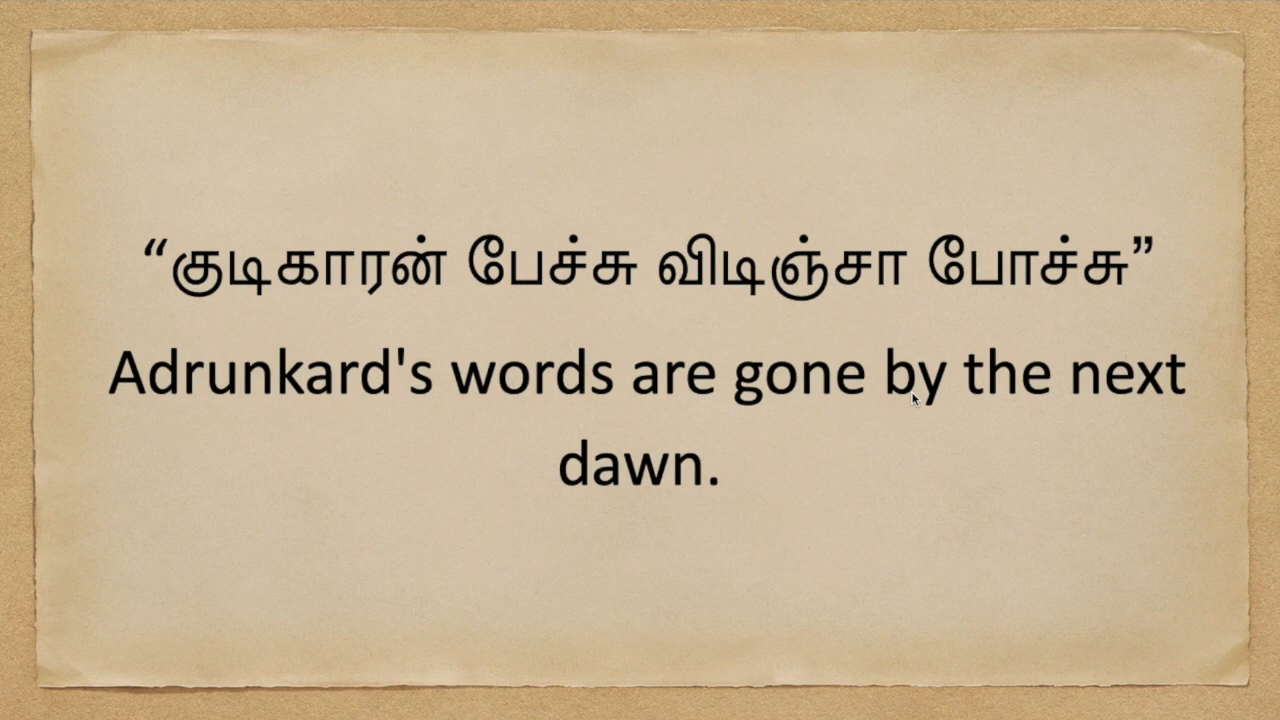 “குடிகாரன் பேச்சு விடிஞ்சா போச்சு”
Adrunkard's words are gone by the next
dawn.